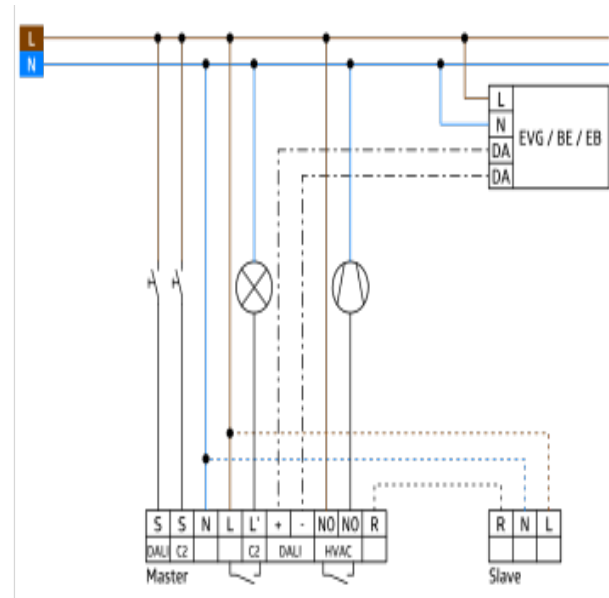 L
N
L
N
EVG / BE / EB
DA
DA
S S N L L' + - NO NO R
DALI C2 C2 DALI HVAC
Master
R N L
Slave